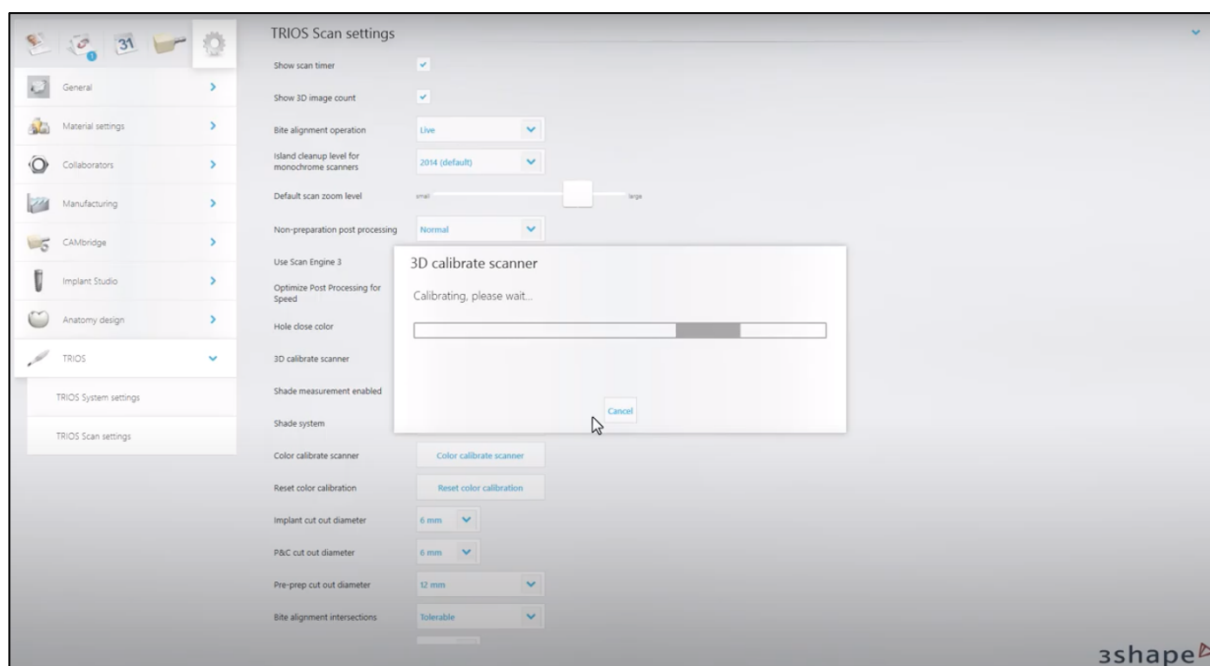 31
1
TRIOS Scan settings
General
Material settings
Collaborators
Manufacturing
CAMbridge
Implant Studio
Anatomy design
TRIOS
TRIOS System settings
TRIOS Scan settings
Show scan timer
Show 3D image count
Bite alignment operation
Live
Island cleanup level for
monochrome scanners
2014 (default)
Default scan zoom level
small
large
Non-preparation post processing
Normal
Use Scan Engine 3
Optimize Post Processing for
Speed
Hole close color
3D calibrate scanner
Shade measurement enabled
Shade system
3D calibrate scanner
Calibrating, please wait...
Cancel
Color calibrate scanner
Color calibrate scanner
Reset color calibration
Reset color calibration
Implant cut out diameter
6 mm
P&C cut out diameter
6 mm
Pre-prep cut out diameter
12 mm
Bite alignment intersections
Tolerable
3shape